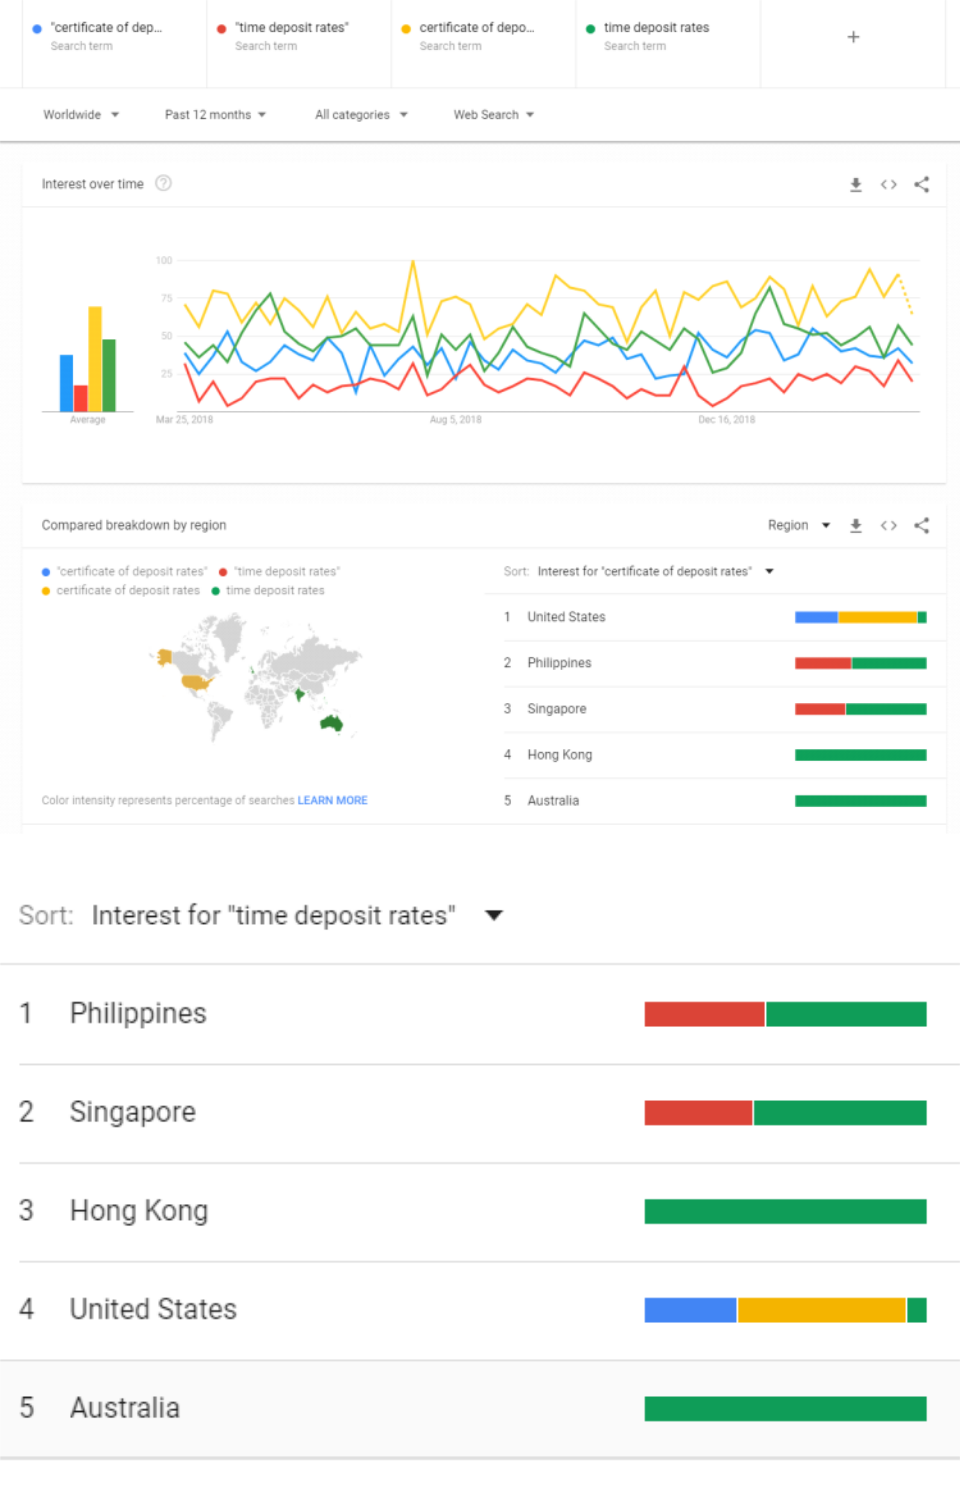 "certificate of dep... "time deposit rates" certificate of depo... time deposit rates
Search term Search term Search term Search term
+
Worldwide Past 12 months All categories Web Search
Interest over time ?
100
75
50
25
Average Mar 25, 2018 Aug 5, 2018 Dec 16, 2018
Compared breakdown by region Region
"certificate of deposit rates" "time deposit rates"
certificate of deposit rates time deposit rates
Sort: Interest for "certificate of deposit rates"
1 United States
2 Philippines
3 Singapore
4 Hong Kong
5 Australia
Color intensity represents percentage of searches LEARN MORE
Sort: Interest for "time deposit rates"
1 Philippines
2 Singapore
3 Hong Kong
4 United States
5 Australia